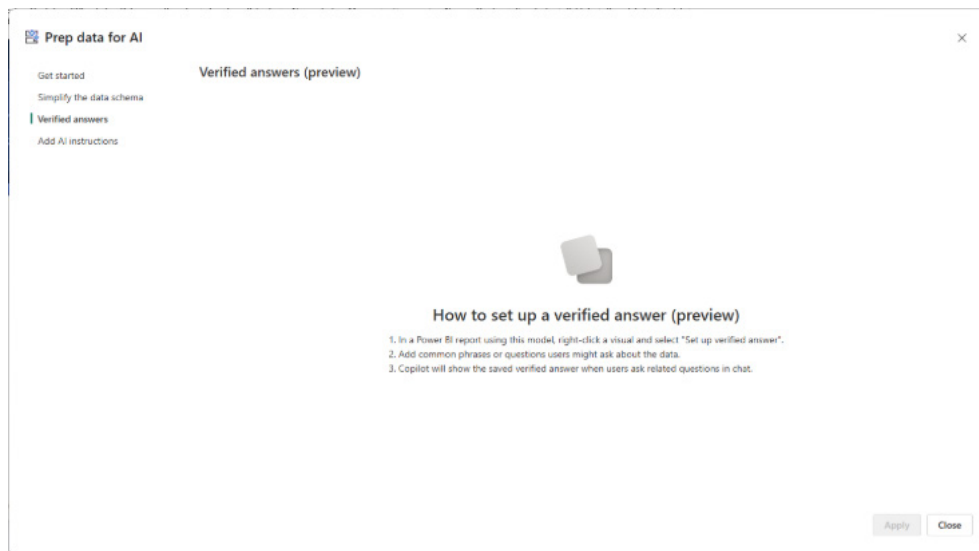 Prep data for AI
Get started
Simplify the data schema
Verified answers
Add AI instructions
Verified answers (preview)
How to set up a verified answer (preview)
1. In a Power BI report using this model, right-click a visual and select "Set up verified answer".
2. Add common phrases or questions users might ask about the data.
3. Copilot will show the saved verified answer when users ask related questions in chat.
Apply
Close